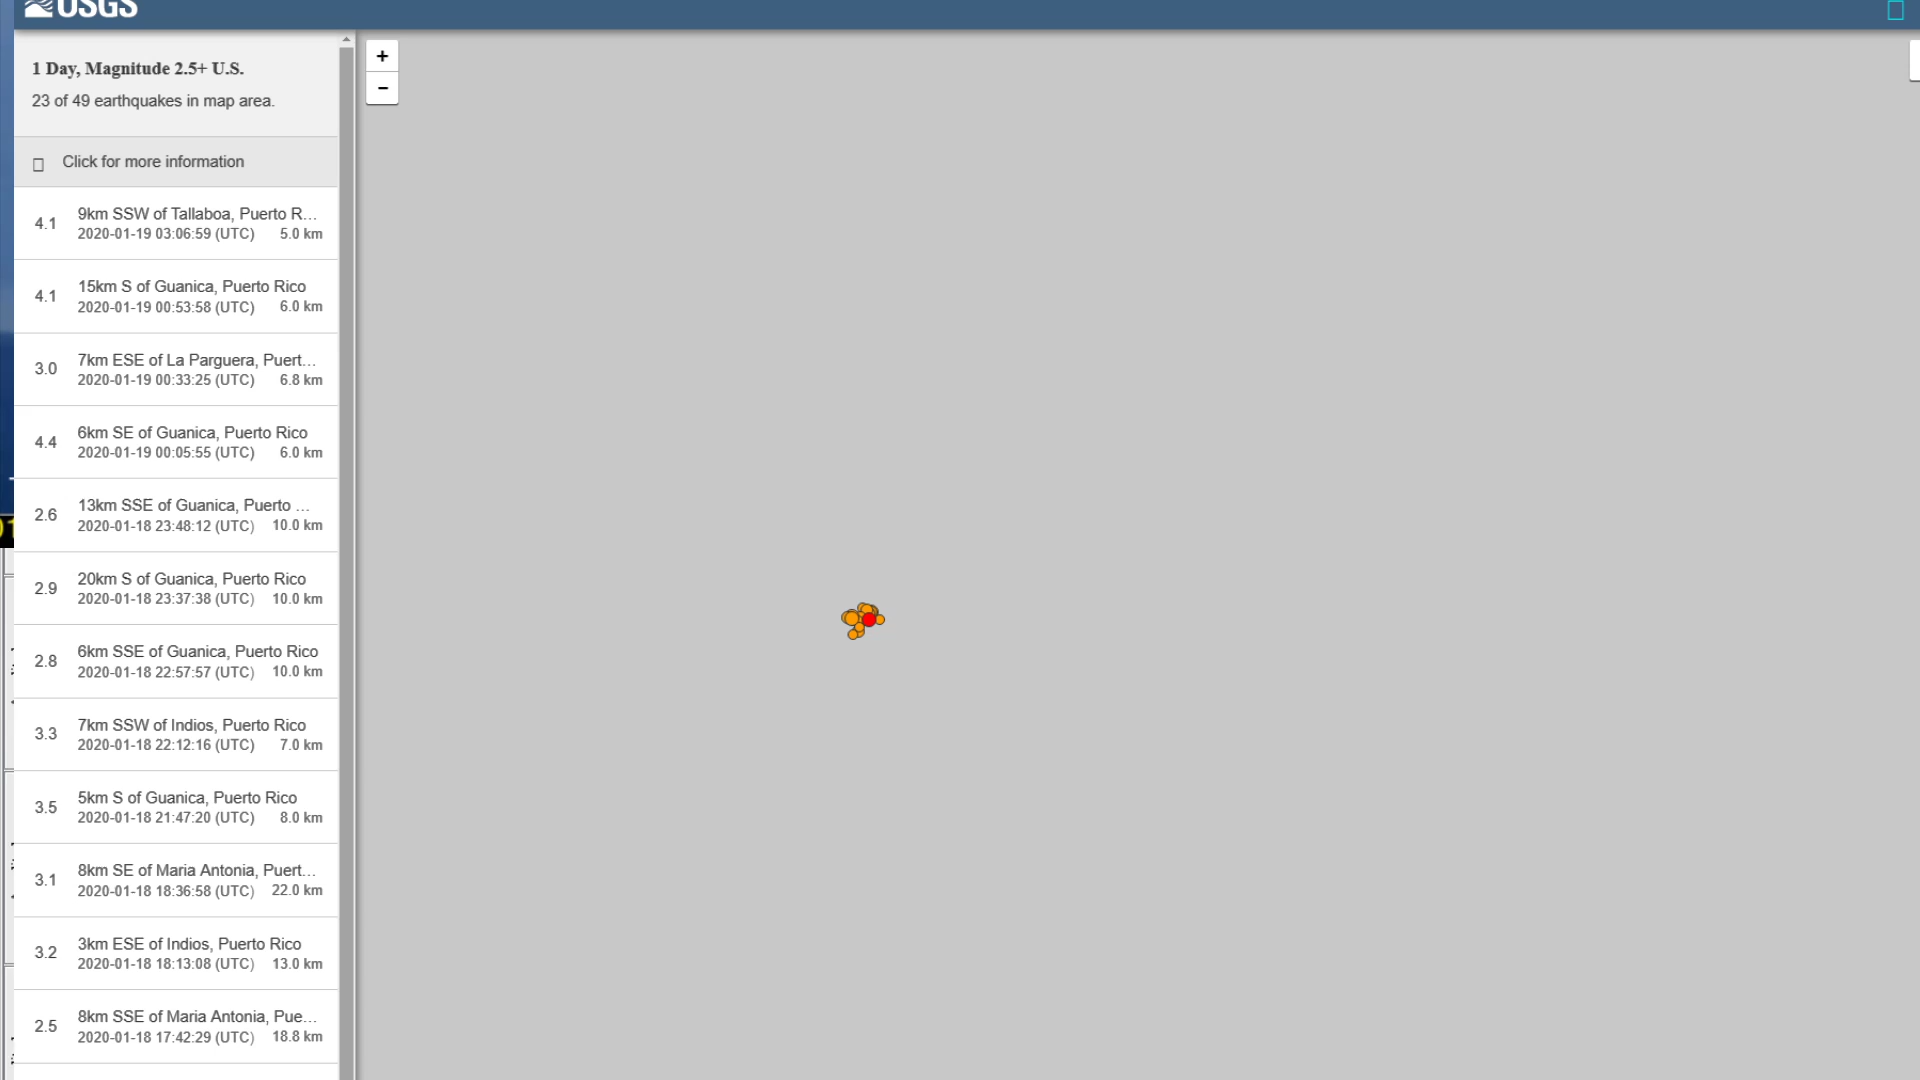 USGS
1 Day, Magnitude 2.5+ U.S.
23 of 49 earthquakes in map area.
Click for more information
4.1 9km SSW of Tallaboa, Puerto R...
2020-01-19 03:06:59 (UTC) 5.0 km
4.1 15km S of Guanica, Puerto Rico
2020-01-19 00:53:58 (UTC) 6.0 km
3.0 7km ESE of La Parguera, Puert...
2020-01-19 00:33:25 (UTC) 6.8 km
4.4 6km SE of Guanica, Puerto Rico
2020-01-19 00:05:55 (UTC) 6.0 km
2.6 13km SSE of Guanica, Puerto ...
2020-01-18 23:48:12 (UTC) 10.0 km
2.9 20km S of Guanica, Puerto Rico
2020-01-18 23:37:38 (UTC) 10.0 km
2.8 6km SSE of Guanica, Puerto Rico
2020-01-18 22:57:57 (UTC) 10.0 km
3.3 7km SSW of Indios, Puerto Rico
2020-01-18 22:12:16 (UTC) 7.0 km
3.5 5km S of Guanica, Puerto Rico
2020-01-18 21:47:20 (UTC) 8.0 km
3.1 8km SE of Maria Antonia, Puert...
2020-01-18 18:36:58 (UTC) 22.0 km
3.2 3km ESE of Indios, Puerto Rico
2020-01-18 18:13:08 (UTC) 13.0 km
2.5 8km SSE of Maria Antonia, Pue...
2020-01-18 17:42:29 (UTC) 18.8 km
+
−